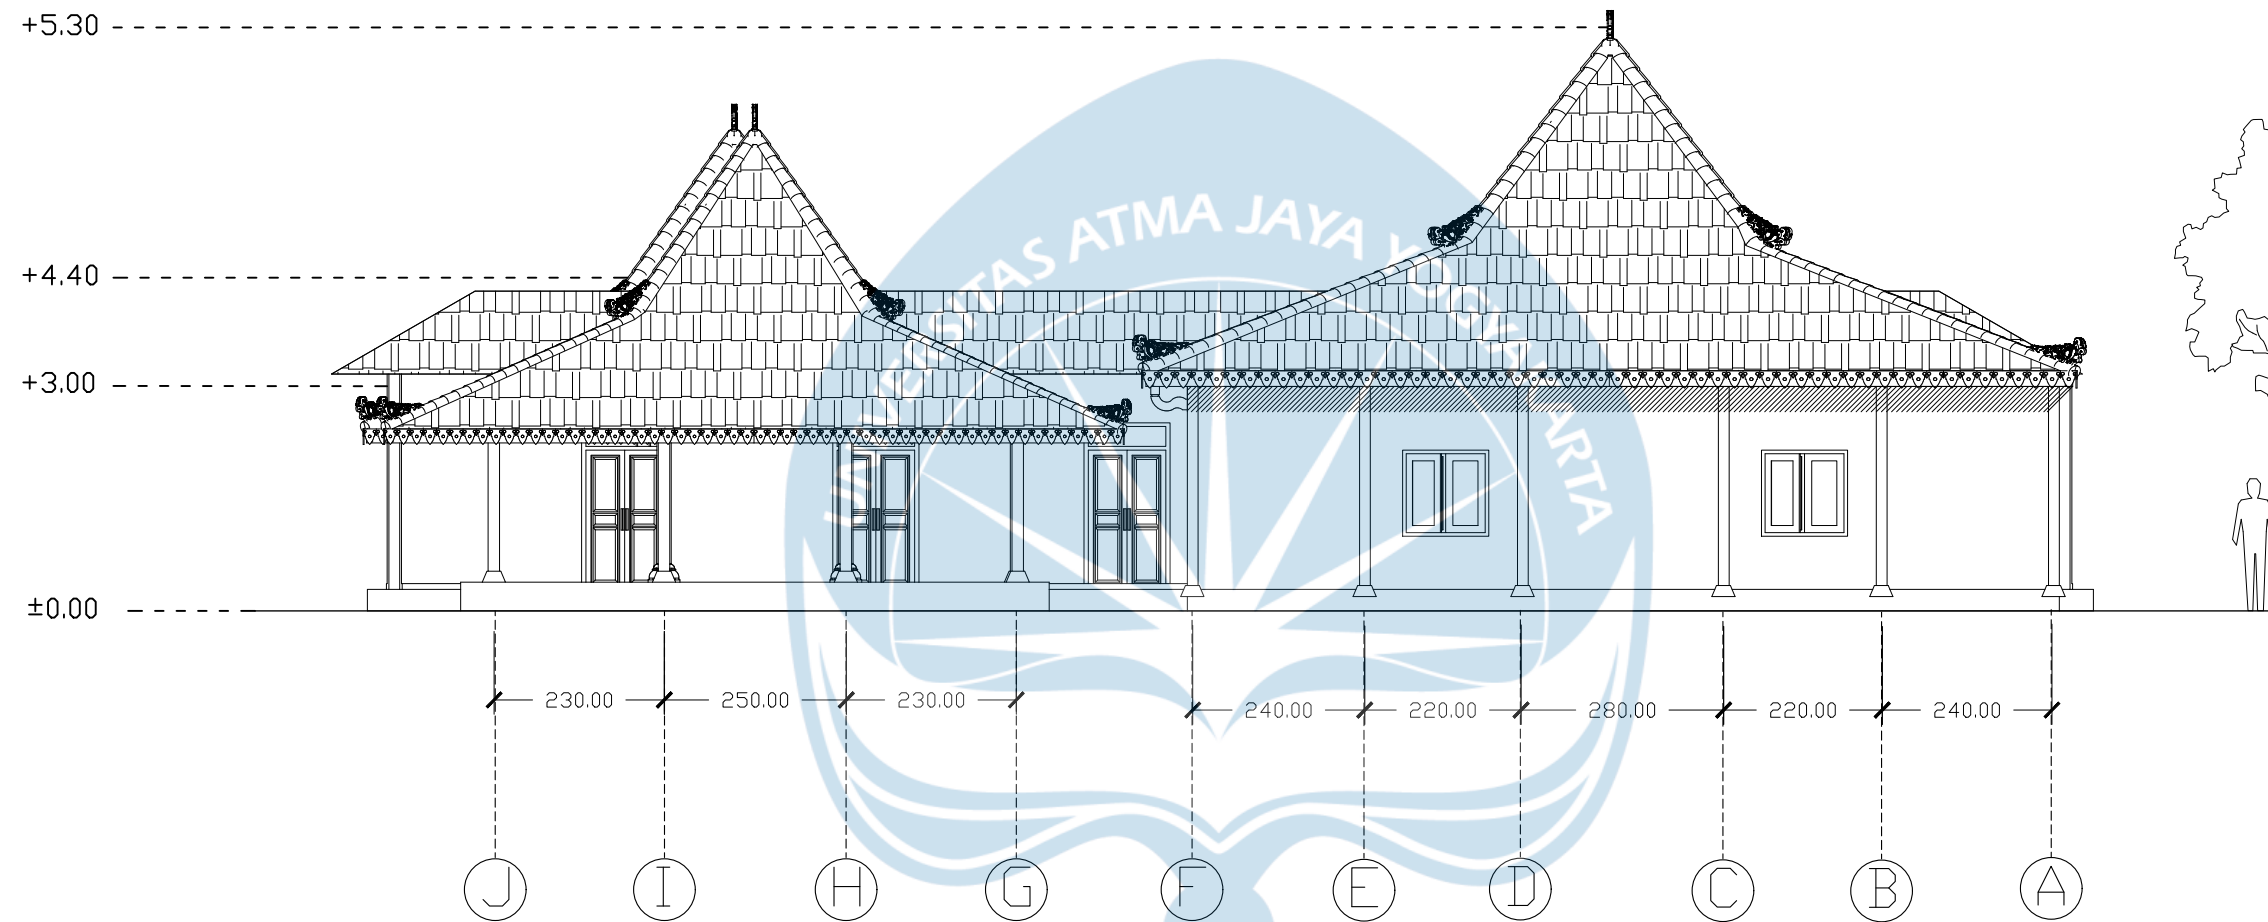 +5.30
UNIVERSITAS ATMA JAYA YOGYAKARTA
+4.40
+3.00
±0.00
230.00 250.00 230.00 240.00 220.00 280.00 220.00 240.00
J I H G F E D C B A